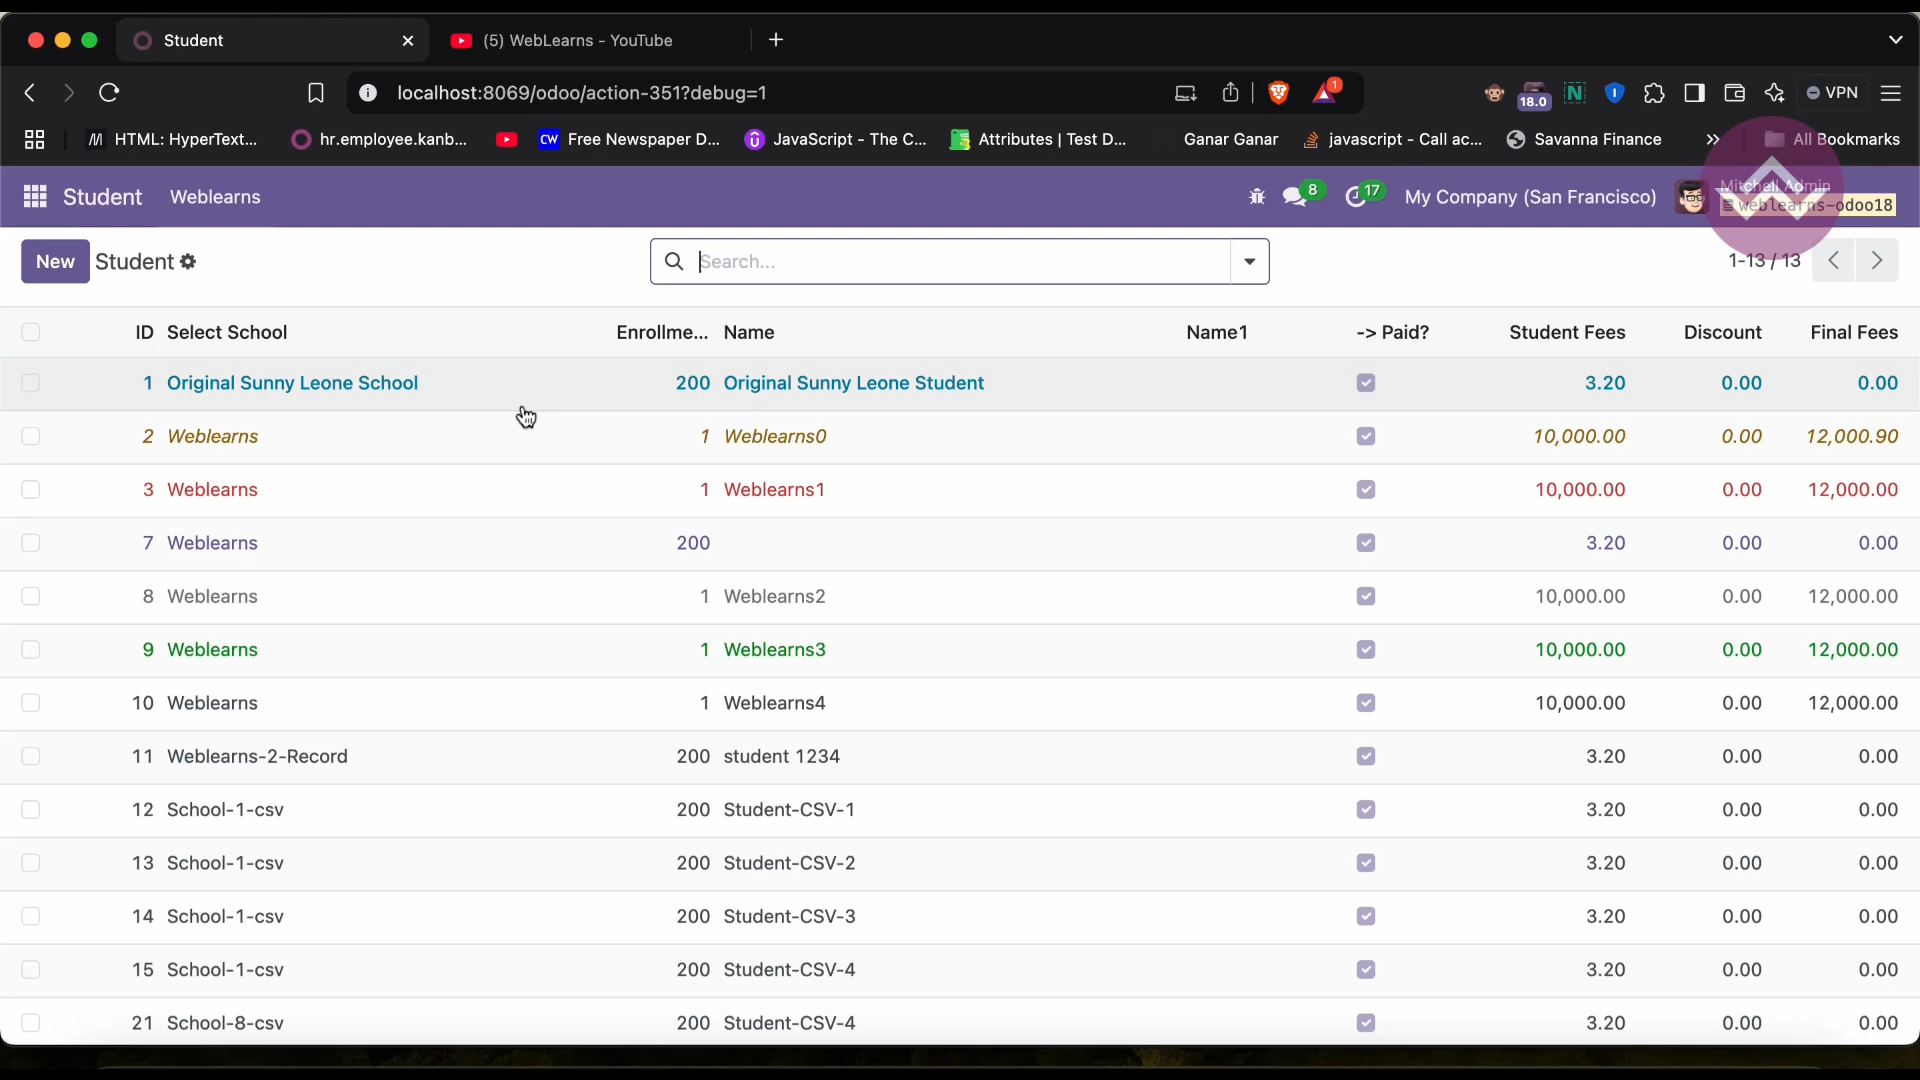 Student
(5) WebLearns - YouTube
localhost:8069/odoo/action-351?debug=1
1
18.0
N
VPN
HTML: HyperText...
hr.employee.kanb...
CW Free Newspaper D...
JavaScript - The C...
Attributes | Test D...
Ganar Ganar
javascript - Call ac...
Savanna Finance
All Bookmarks
Student Weblearns
8
17
My Company (San Francisco)
Mitchell Admin
weblearns-odoo18
New Student
Search...
1-13 / 13
ID Select School Enrollme... Name Name1 -> Paid? Student Fees Discount Final Fees
1 Original Sunny Leone School 200 Original Sunny Leone Student 3.20 0.00 0.00
2 Weblearns 1 Weblearns0 10,000.00 0.00 12,000.90
3 Weblearns 1 Weblearns1 10,000.00 0.00 12,000.00
7 Weblearns 200 3.20 0.00 0.00
8 Weblearns 1 Weblearns2 10,000.00 0.00 12,000.00
9 Weblearns 1 Weblearns3 10,000.00 0.00 12,000.00
10 Weblearns 1 Weblearns4 10,000.00 0.00 12,000.00
11 Weblearns-2-Record 200 student 1234 3.20 0.00 0.00
12 School-1-csv 200 Student-CSV-1 3.20 0.00 0.00
13 School-1-csv 200 Student-CSV-2 3.20 0.00 0.00
14 School-1-csv 200 Student-CSV-3 3.20 0.00 0.00
15 School-1-csv 200 Student-CSV-4 3.20 0.00 0.00
21 School-8-csv 200 Student-CSV-4 3.20 0.00 0.00